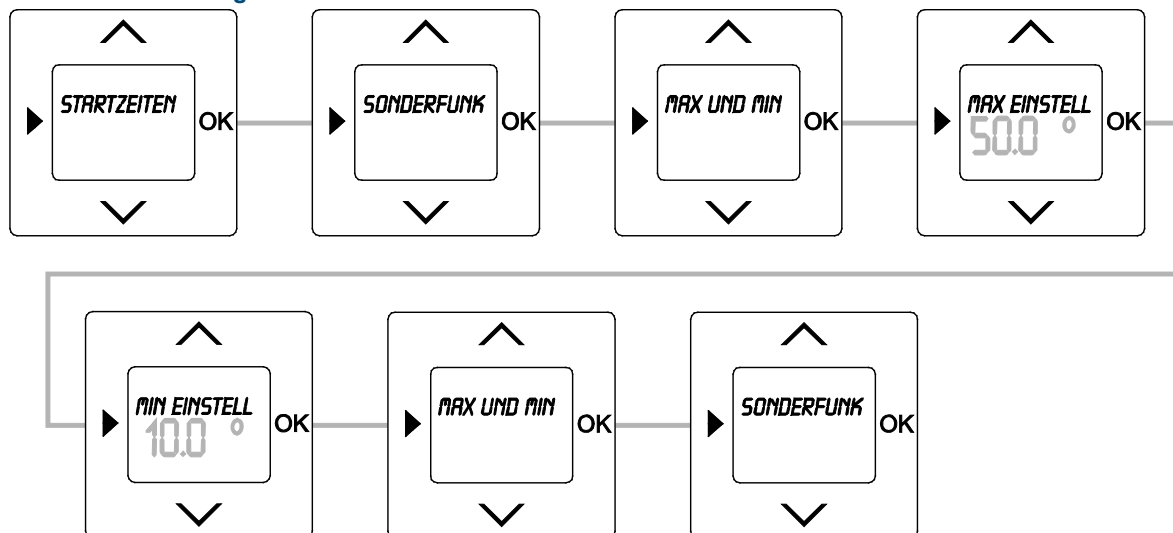 STARTZEITEN
OK
SONDERFUNK
OK
MAX UND MIN
OK
MAX EINSTELL
50.0 °
OK
MIN EINSTELL
10.0 °
OK
MAX UND MIN
OK
SONDERFUNK
OK